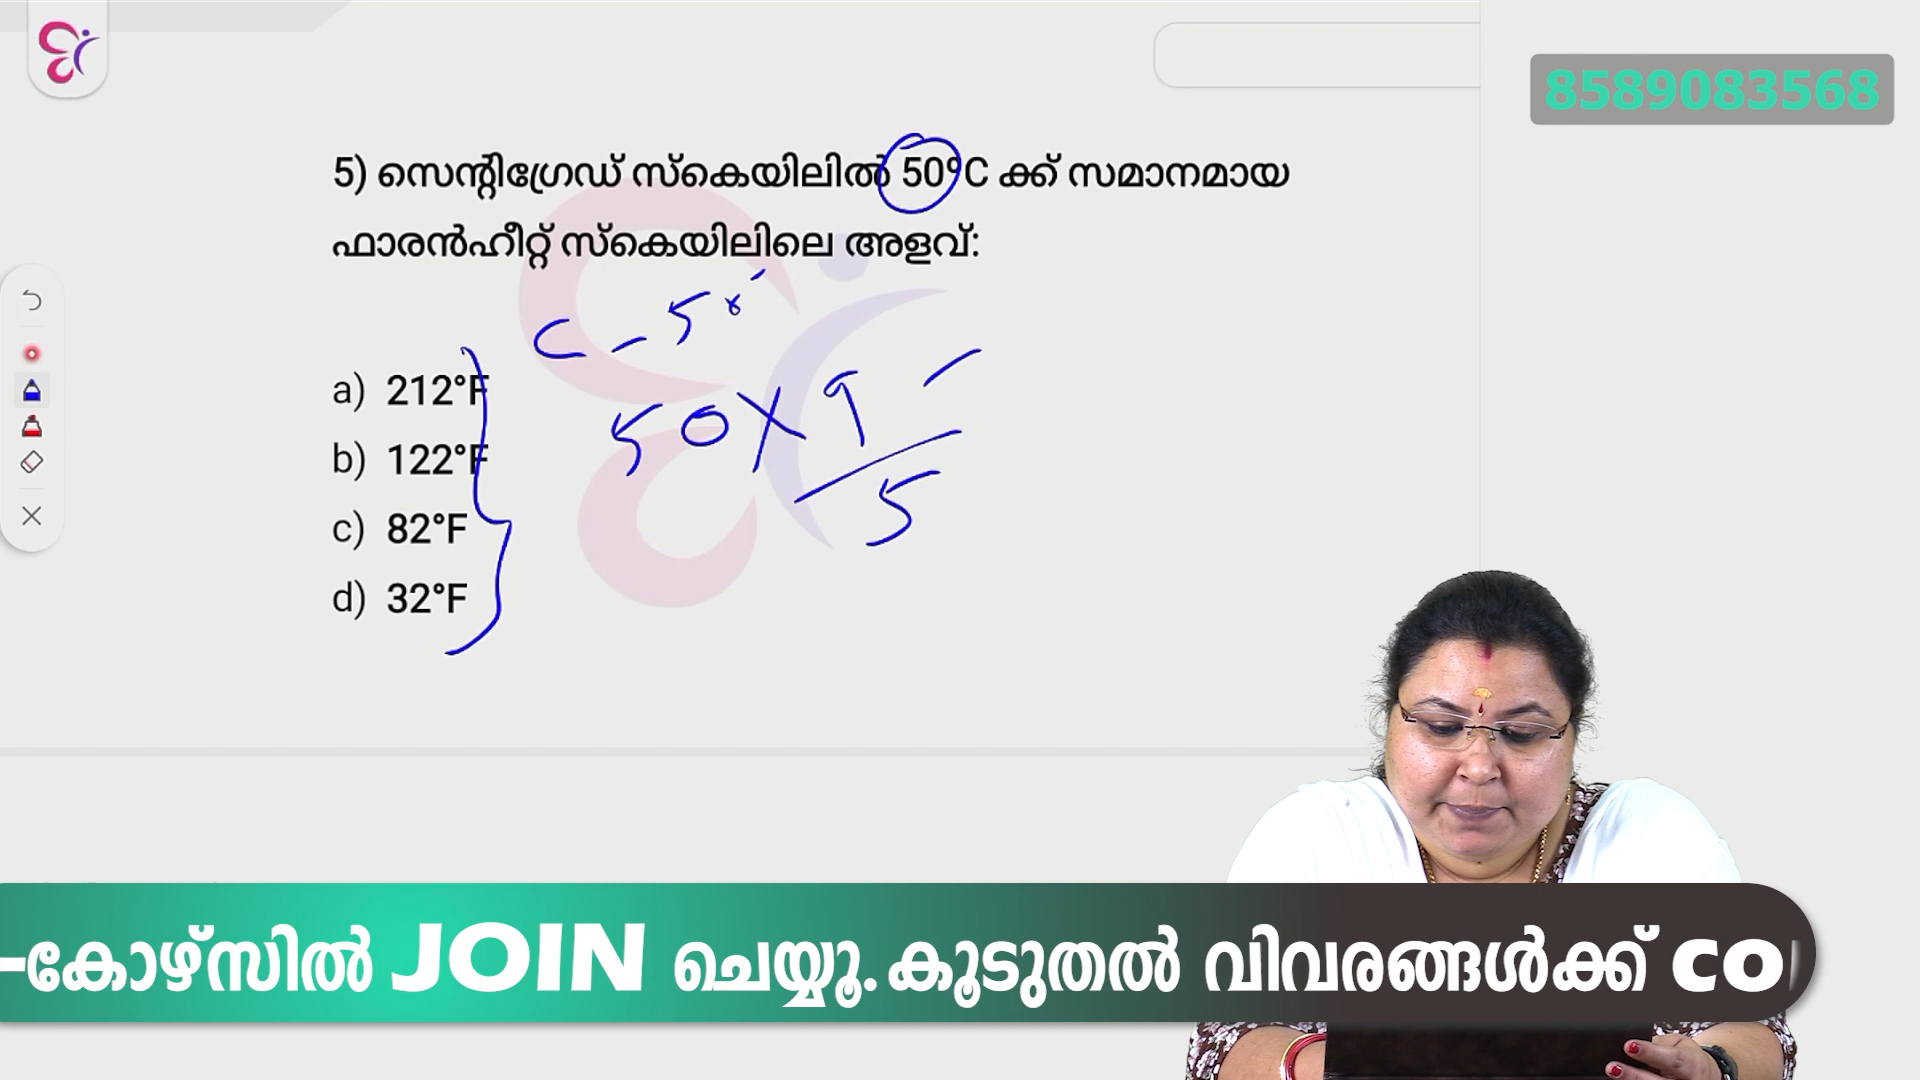 8589083568
5) സെന്റിഗ്രേഡ് സ്കെയിലിൽ 50°C ക്ക് സമാനമായ
ഫാരൻഹീറ്റ് സ്കെയിലിലെ അളവ്:
C - 50°
a) 212°F
50 X 9
b) 122°F
5
c) 82°F
d) 32°F
-കോഴ്സിൽ JOIN ചെയ്യൂ. കൂടുതൽ വിവരങ്ങൾക്ക് CO